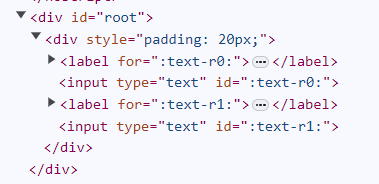 <div id="root">
<div style="padding: 20px;">
<label for=":text-r0:">⋯</label>
<input type="text" id=":text-r0:">
<label for=":text-r1:">⋯</label>
<input type="text" id=":text-r1:">
</div>
</div>